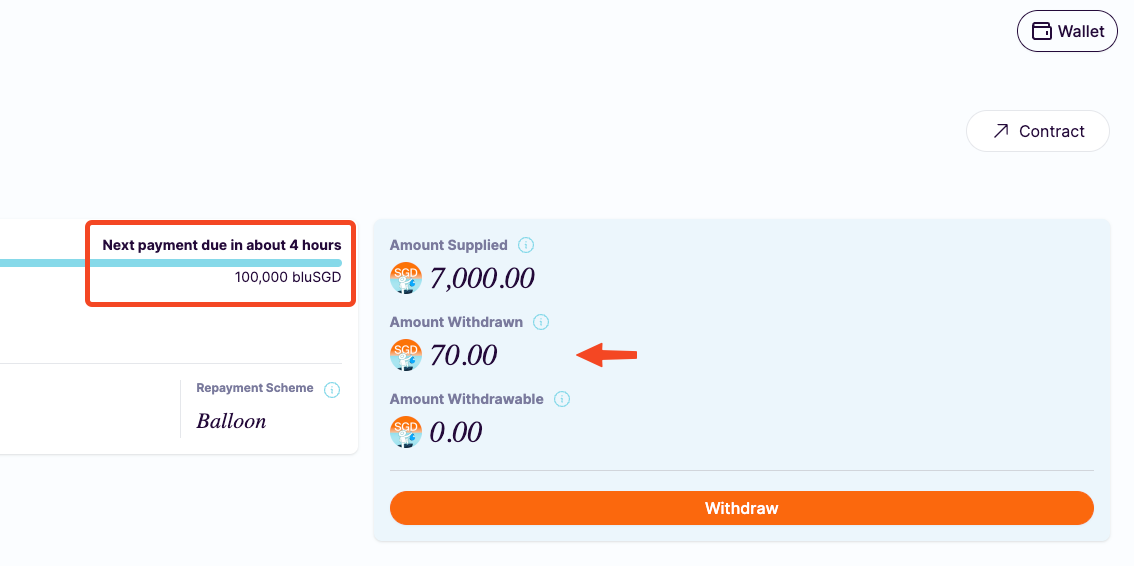 Wallet
Contract
Next payment due in about 4 hours
100,000 bluSGD
Repayment Scheme
Balloon
Amount Supplied
SGD 7,000.00
Amount Withdrawn
SGD 70.00
Amount Withdrawable
SGD 0.00
Withdraw